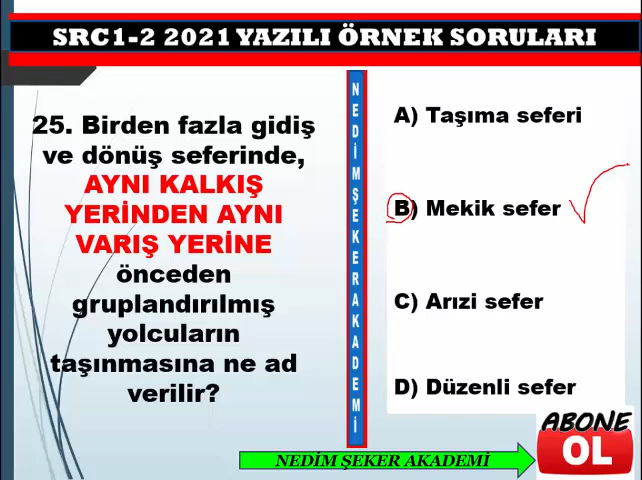 SRC1-2 2021 YAZILI ÖRNEK SORULARI
25. Birden fazla gidiş
ve dönüş seferinde,
AYNI KALKIŞ
YERİNDEN AYNI
VARIŞ YERİNE
önceden
gruplandırılmış
yolcuların
taşınmasına ne ad
verilir?
NEDİM ŞEKER AKADEMİ
A) Taşıma seferi
B) Mekik sefer
C) Arızi sefer
D) Düzenli sefer
NEDİM ŞEKER AKADEMİ
ABONE
OL